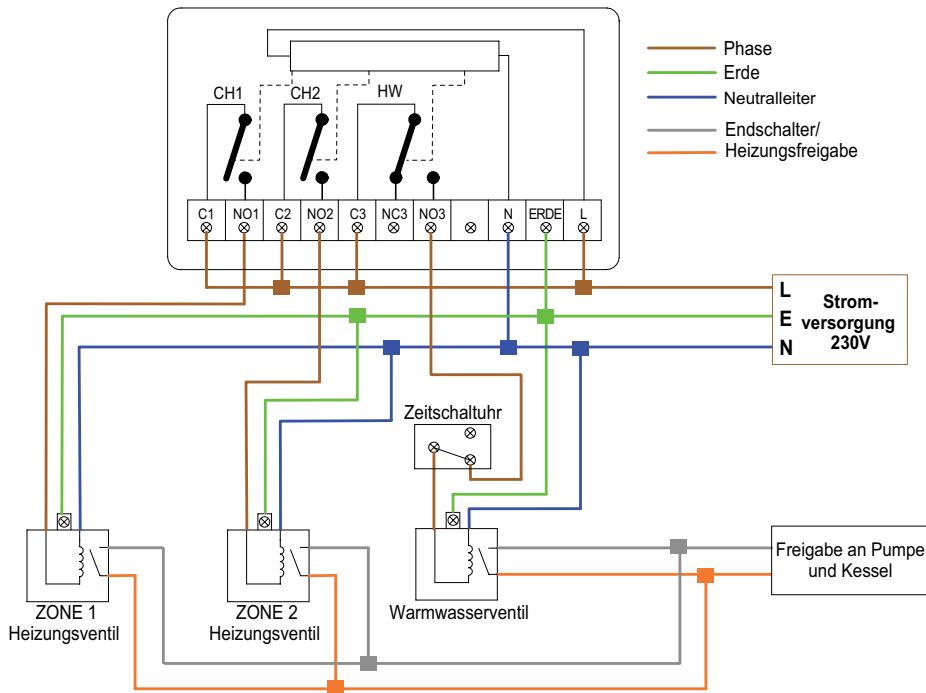 CH1
CH2
HW
C1 NO1 C2 NO2 C3 NC3 NO3 N ERDE L
Phase
Erde
Neutralleiter
Endschalter/
Heizungsfreigabe
L
E
N
Strom-
versorgung
230V
Zeitschaltuhr
ZONE 1
Heizungsventil
ZONE 2
Heizungsventil
Warmwasserventil
Freigabe an Pumpe
und Kessel